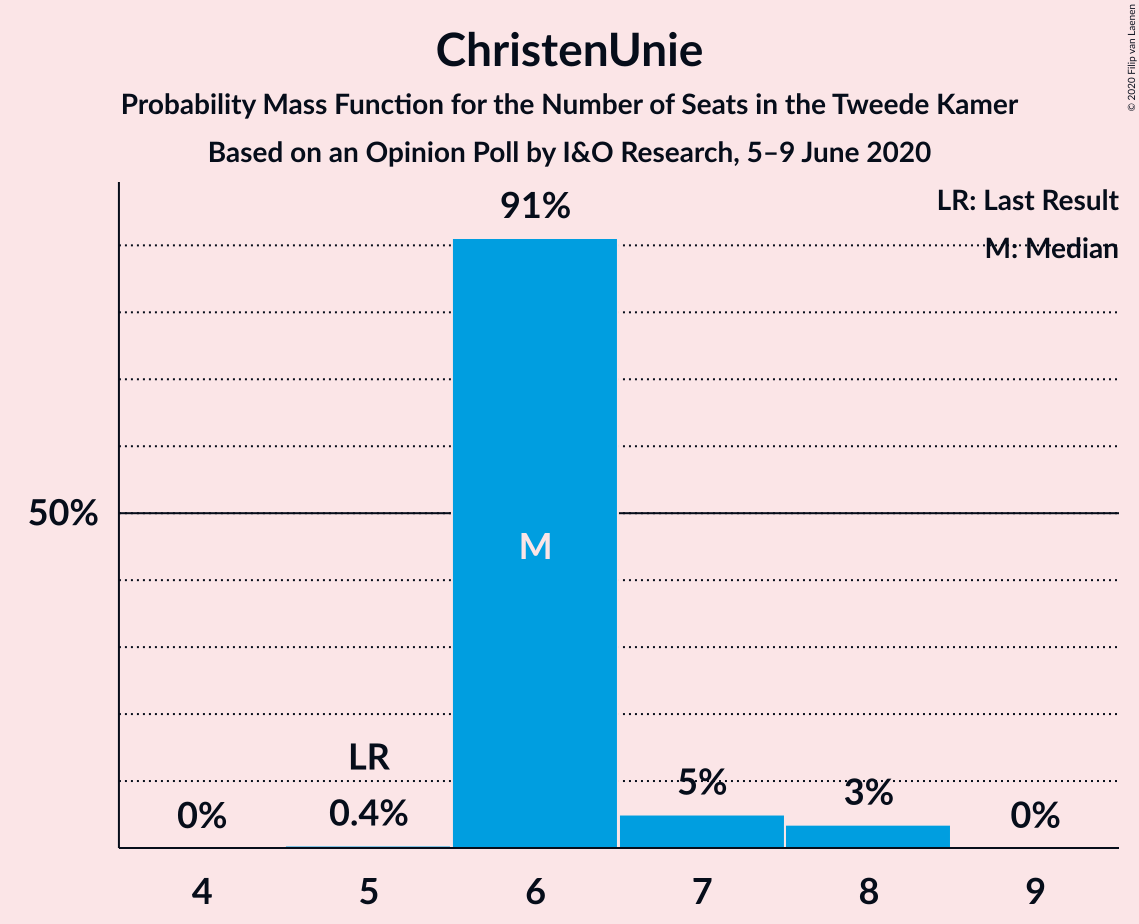 © 2020 Filip van Laenen
ChristenUnie
Probability Mass Function for the Number of Seats in the Tweede Kamer
Based on an Opinion Poll by I&O Research, 5–9 June 2020
LR: Last Result
M: Median
91%
50%
M
LR
0%
0.4%
5%
3%
0%
4 5 6 7 8 9